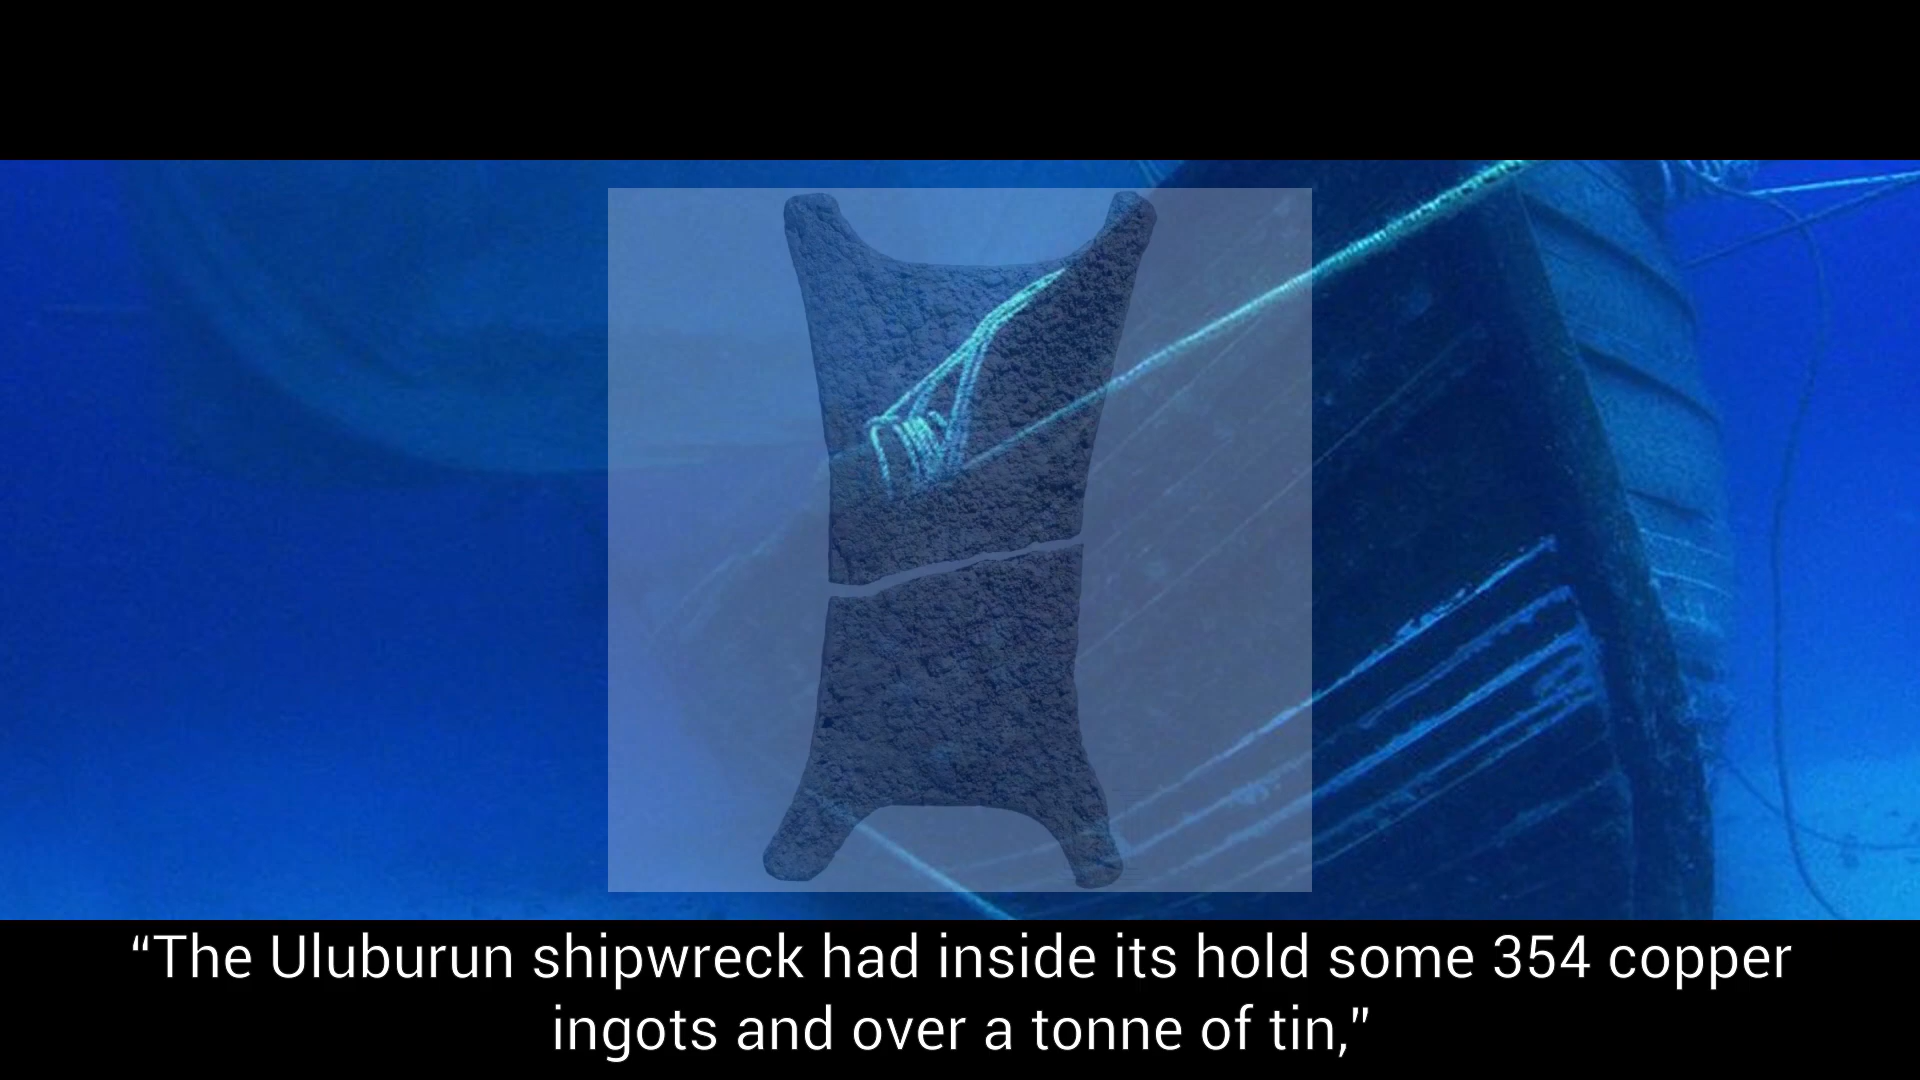 “The Uluburun shipwreck had inside its hold some 354 copper
ingots and over a tonne of tin,”